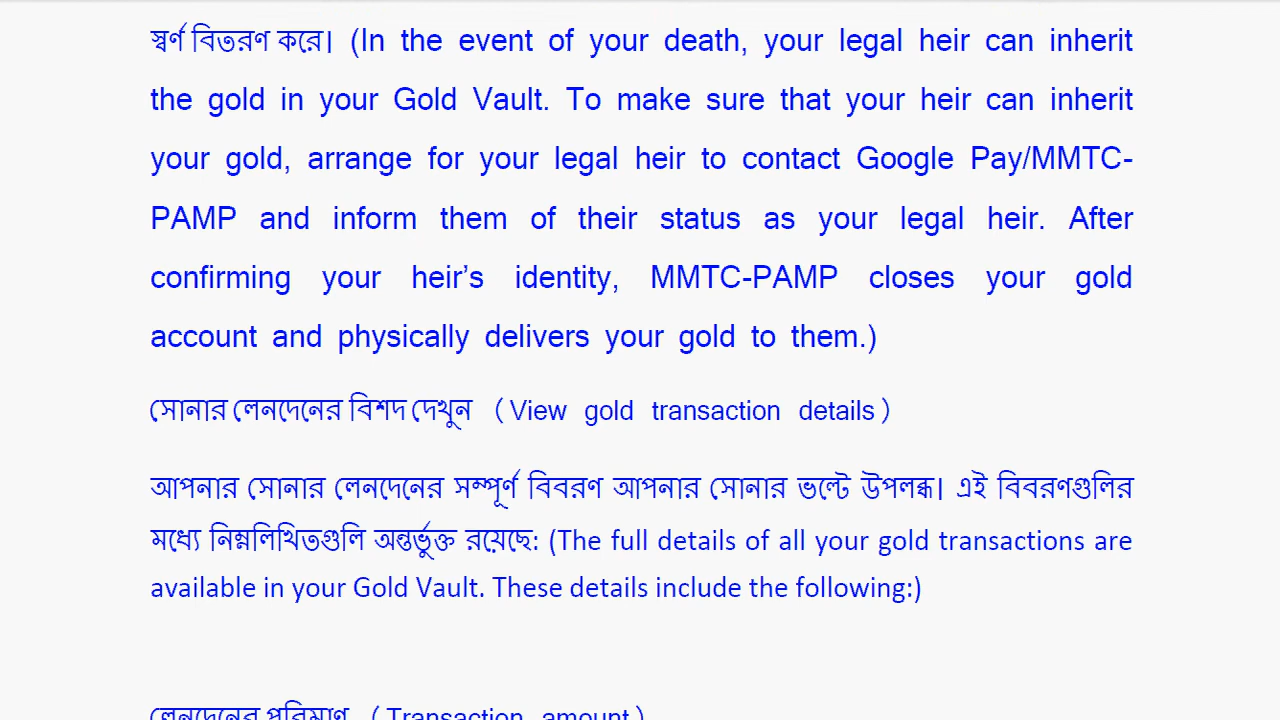 স্বর্ণ বিতরণ করে। (In the event of your death, your legal heir can inherit
the gold in your Gold Vault. To make sure that your heir can inherit
your gold, arrange for your legal heir to contact Google Pay/MMTC-
PAMP and inform them of their status as your legal heir. After
confirming your heir’s identity, MMTC-PAMP closes your gold
account and physically delivers your gold to them.)
সোনার লেনদেনের বিশদ দেখুন (View gold transaction details)
আপনার সোনার লেনদেনের সম্পূর্ণ বিবরণ আপনার সোনার ভল্টে উপলব্ধ। এই বিবরণগুলির
মধ্যে নিম্নলিখিতগুলি অন্তর্ভুক্ত রয়েছে: (The full details of all your gold transactions are
available in your Gold Vault. These details include the following:)
লেনদেনের পরিমাণ (Transaction amount)